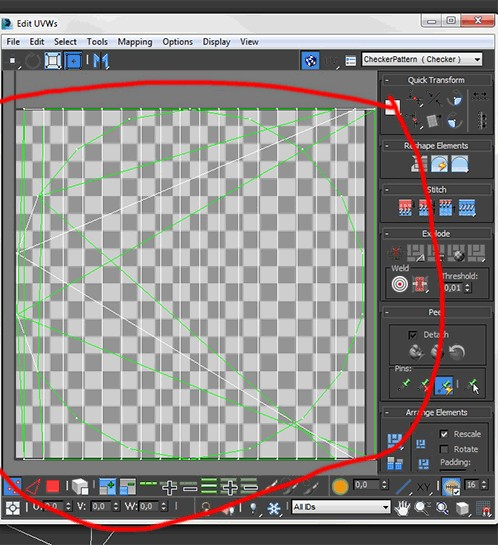 Edit UVWs
File Edit Select Tools Mapping Options Display View
CheckerPattern ( Checker )
Quick Transform
Reshape Elements
Stitch
Explode
Weld
Threshold:
0,01
Peel
Detach
Pins:
Arrange Elements
Rescale
Rotate
Padding:
0,0 XY 16
U: 0,0 V: 0,0 W: 0,0 All IDs